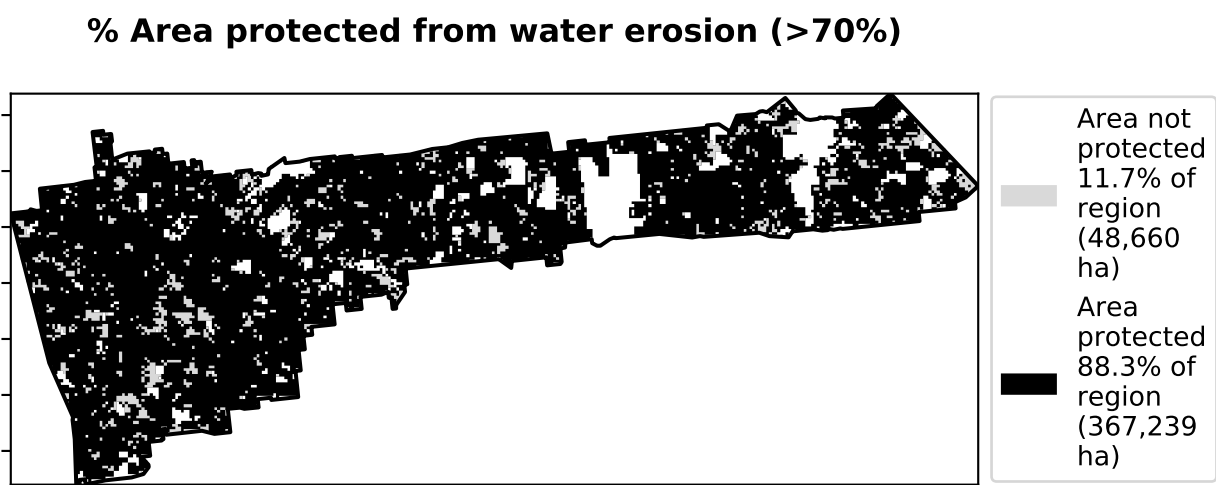 % Area protected from water erosion (>70%)
Area not
protected
11.7% of
region
(48,660
ha)
Area
protected
88.3% of
region
(367,239
ha)